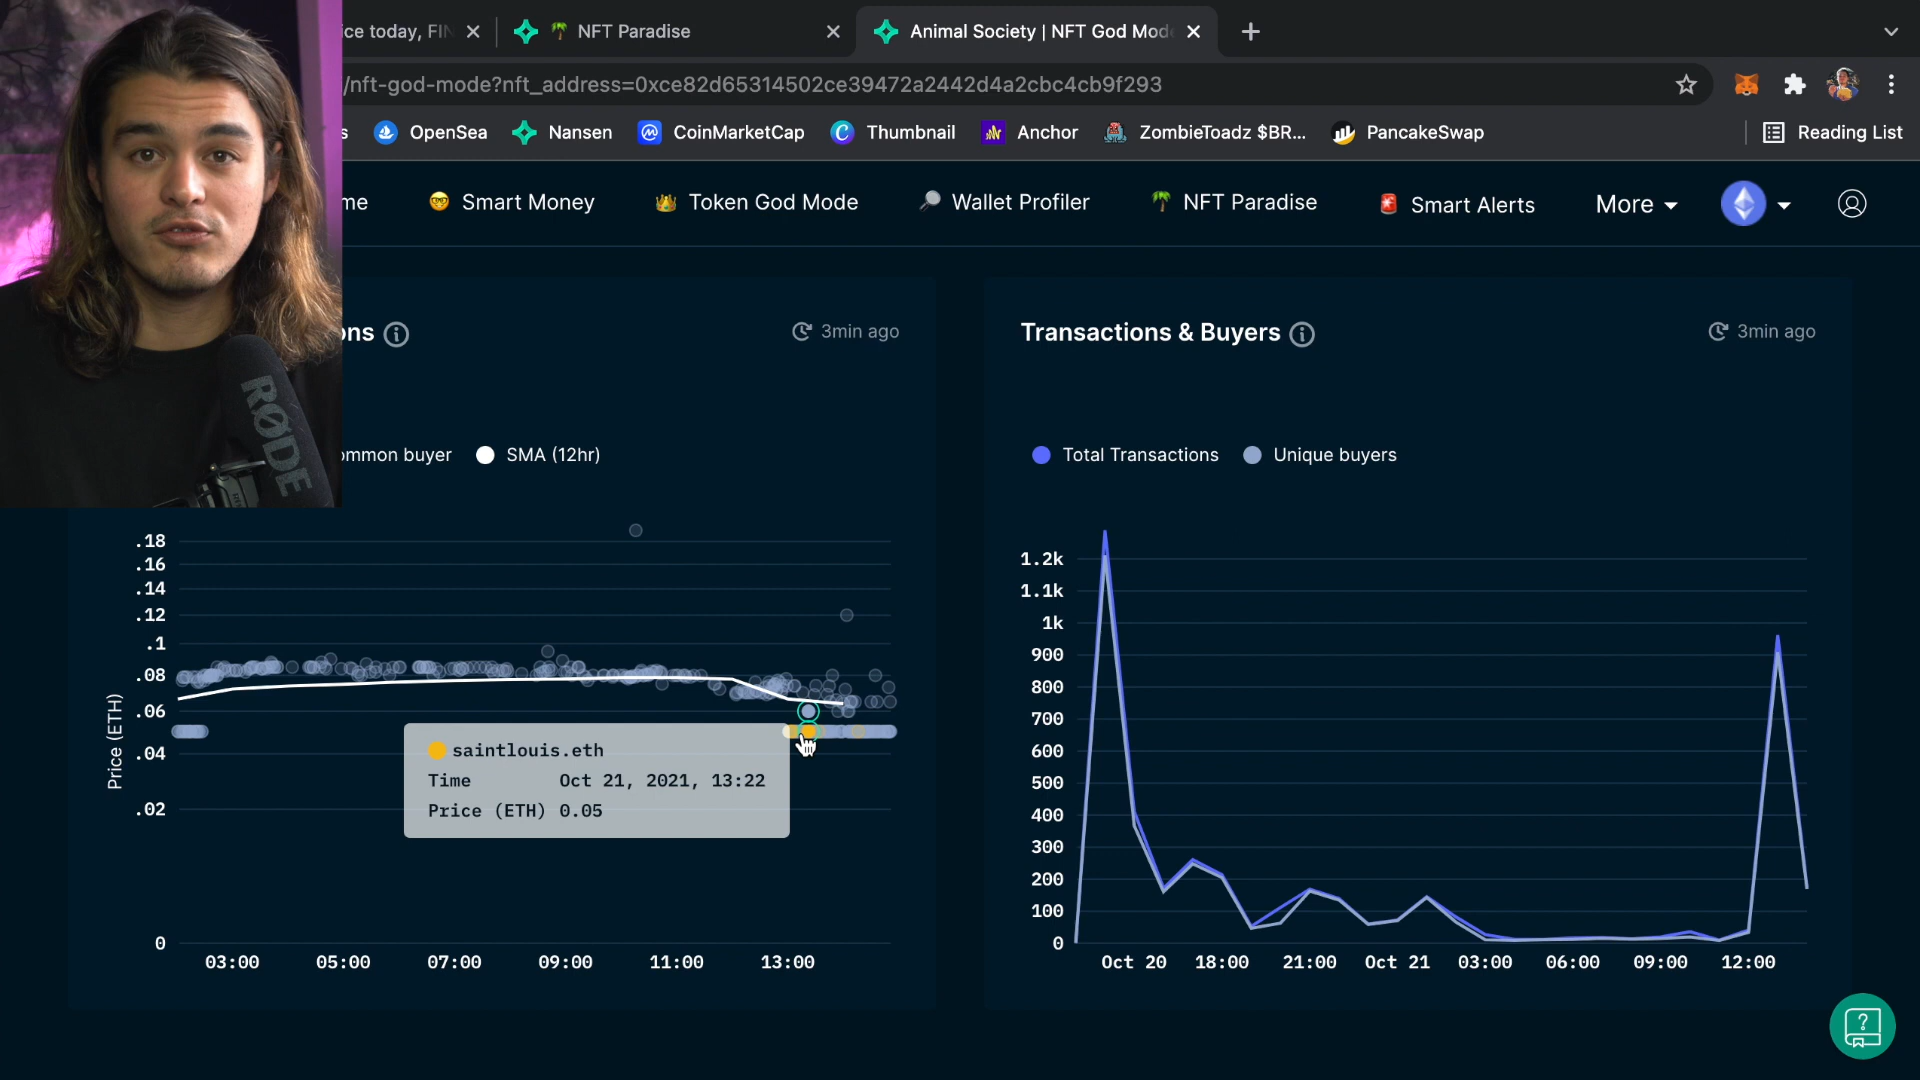 ice today, FIN
NFT Paradise
Animal Society | NFT God Mod
/nft-god-mode?nft_address=0xce82d65314502ce39472a2442d4a2cbc4cb9f293
s
OpenSea
Nansen
CoinMarketCap
Thumbnail
Anchor
ZombieToadz $BR...
PancakeSwap
Reading List
me
Smart Money
Token God Mode
Wallet Profiler
NFT Paradise
Smart Alerts
More
ons
3min ago
ommon buyer
SMA (12hr)
.18
.16
.14
.12
.1
.08
.06
.04
.02
0
Price (ETH)
saintlouis.eth
Time Oct 21, 2021, 13:22
Price (ETH) 0.05
03:00 05:00 07:00 09:00 11:00 13:00
Transactions & Buyers
3min ago
Total Transactions
Unique buyers
1.2k
1.1k
1k
900
800
700
600
500
400
300
200
100
0
Oct 20 18:00 21:00 Oct 21 03:00 06:00 09:00 12:00
RØDE